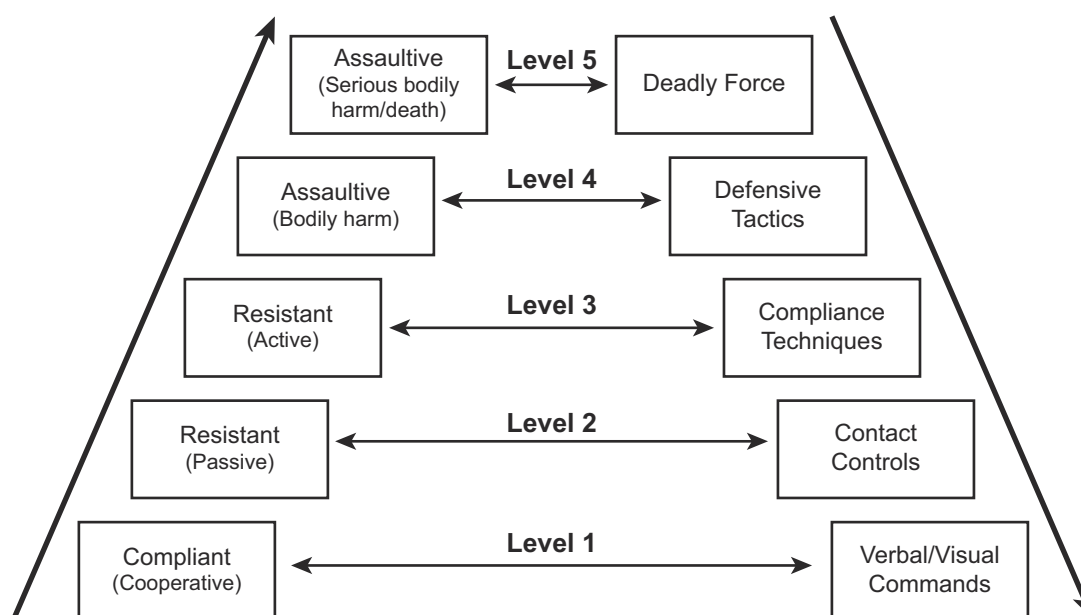 Assaultive
(Serious bodily
harm/death)
Level 5
Deadly Force
Assaultive
(Bodily harm)
Level 4
Defensive
Tactics
Resistant
(Active)
Level 3
Compliance
Techniques
Resistant
(Passive)
Level 2
Contact
Controls
Compliant
(Cooperative)
Level 1
Verbal/Visual
Commands